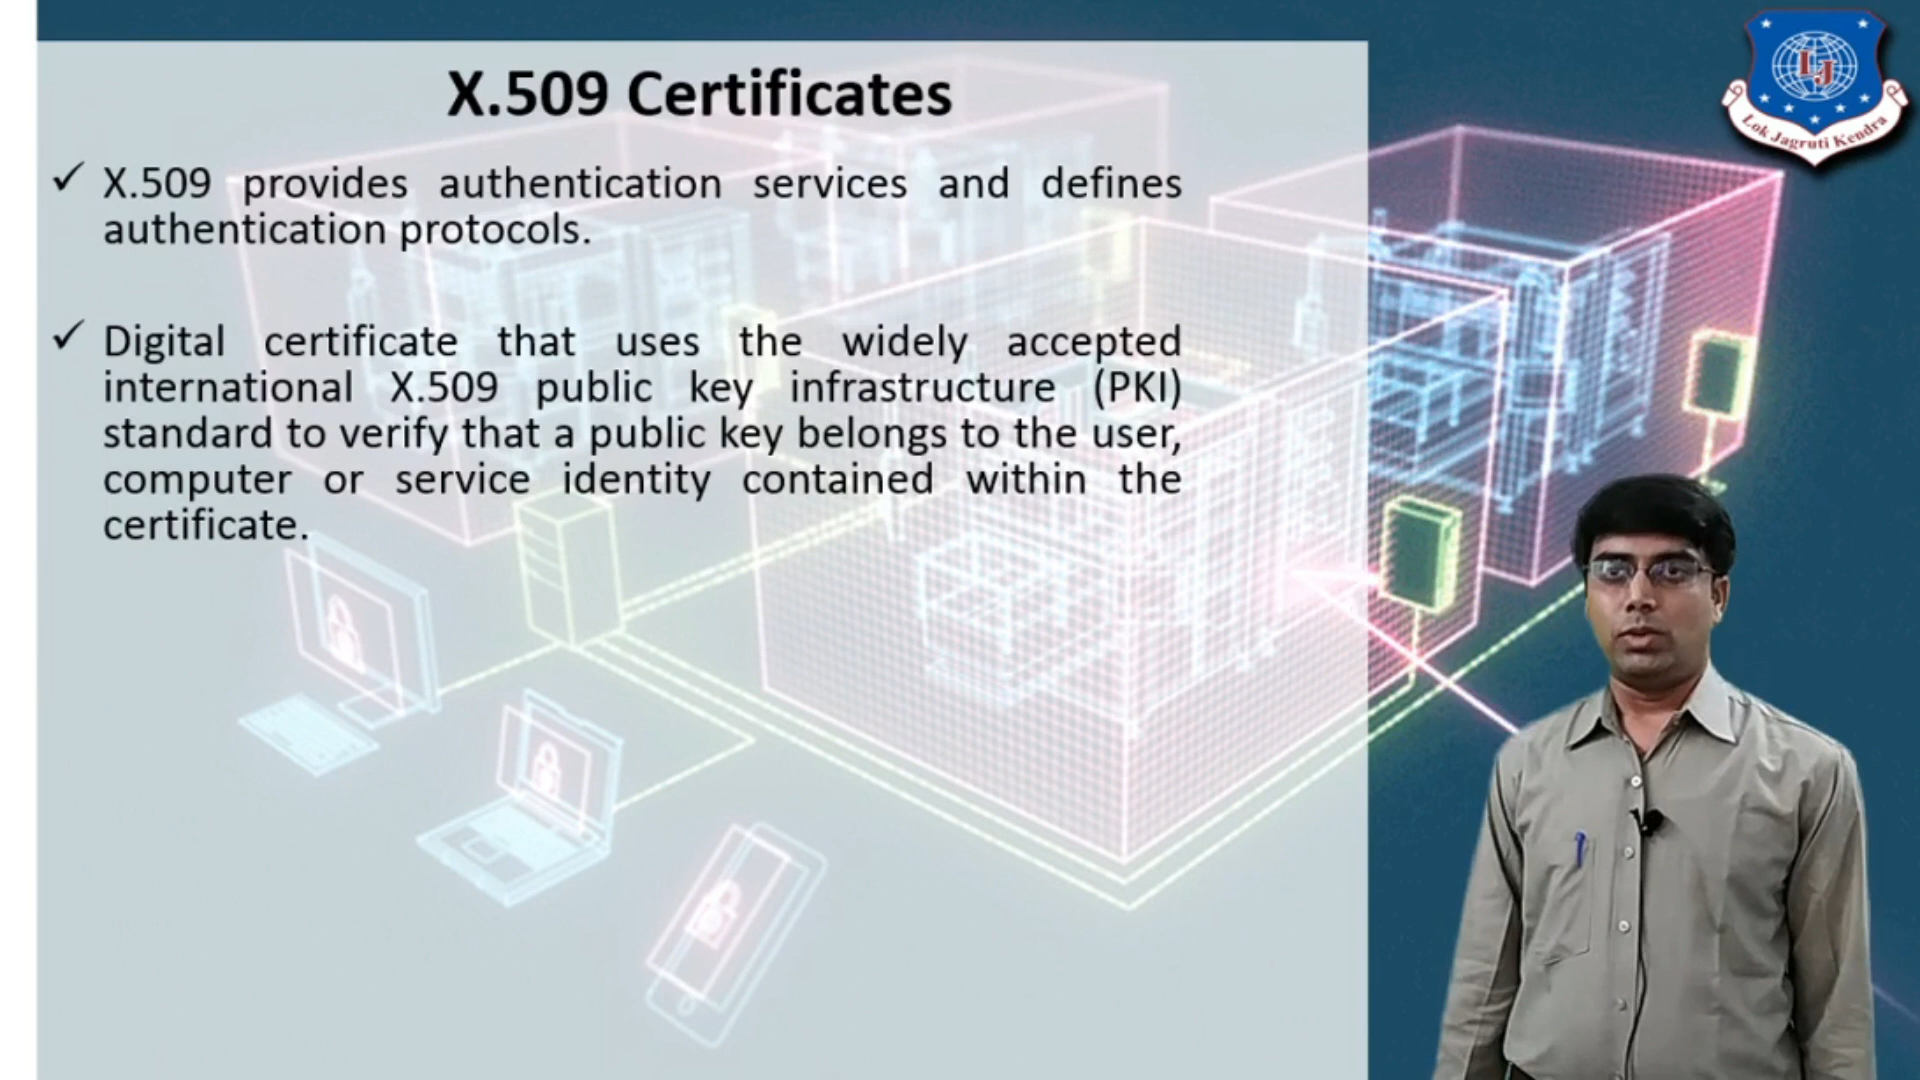 X.509 Certificates
✓ X.509 provides authentication services and defines
authentication protocols.
✓ Digital certificate that uses the widely accepted
international X.509 public key infrastructure (PKI)
standard to verify that a public key belongs to the user,
computer or service identity contained within the
certificate.
LJ
Lok Jagruti Kendra